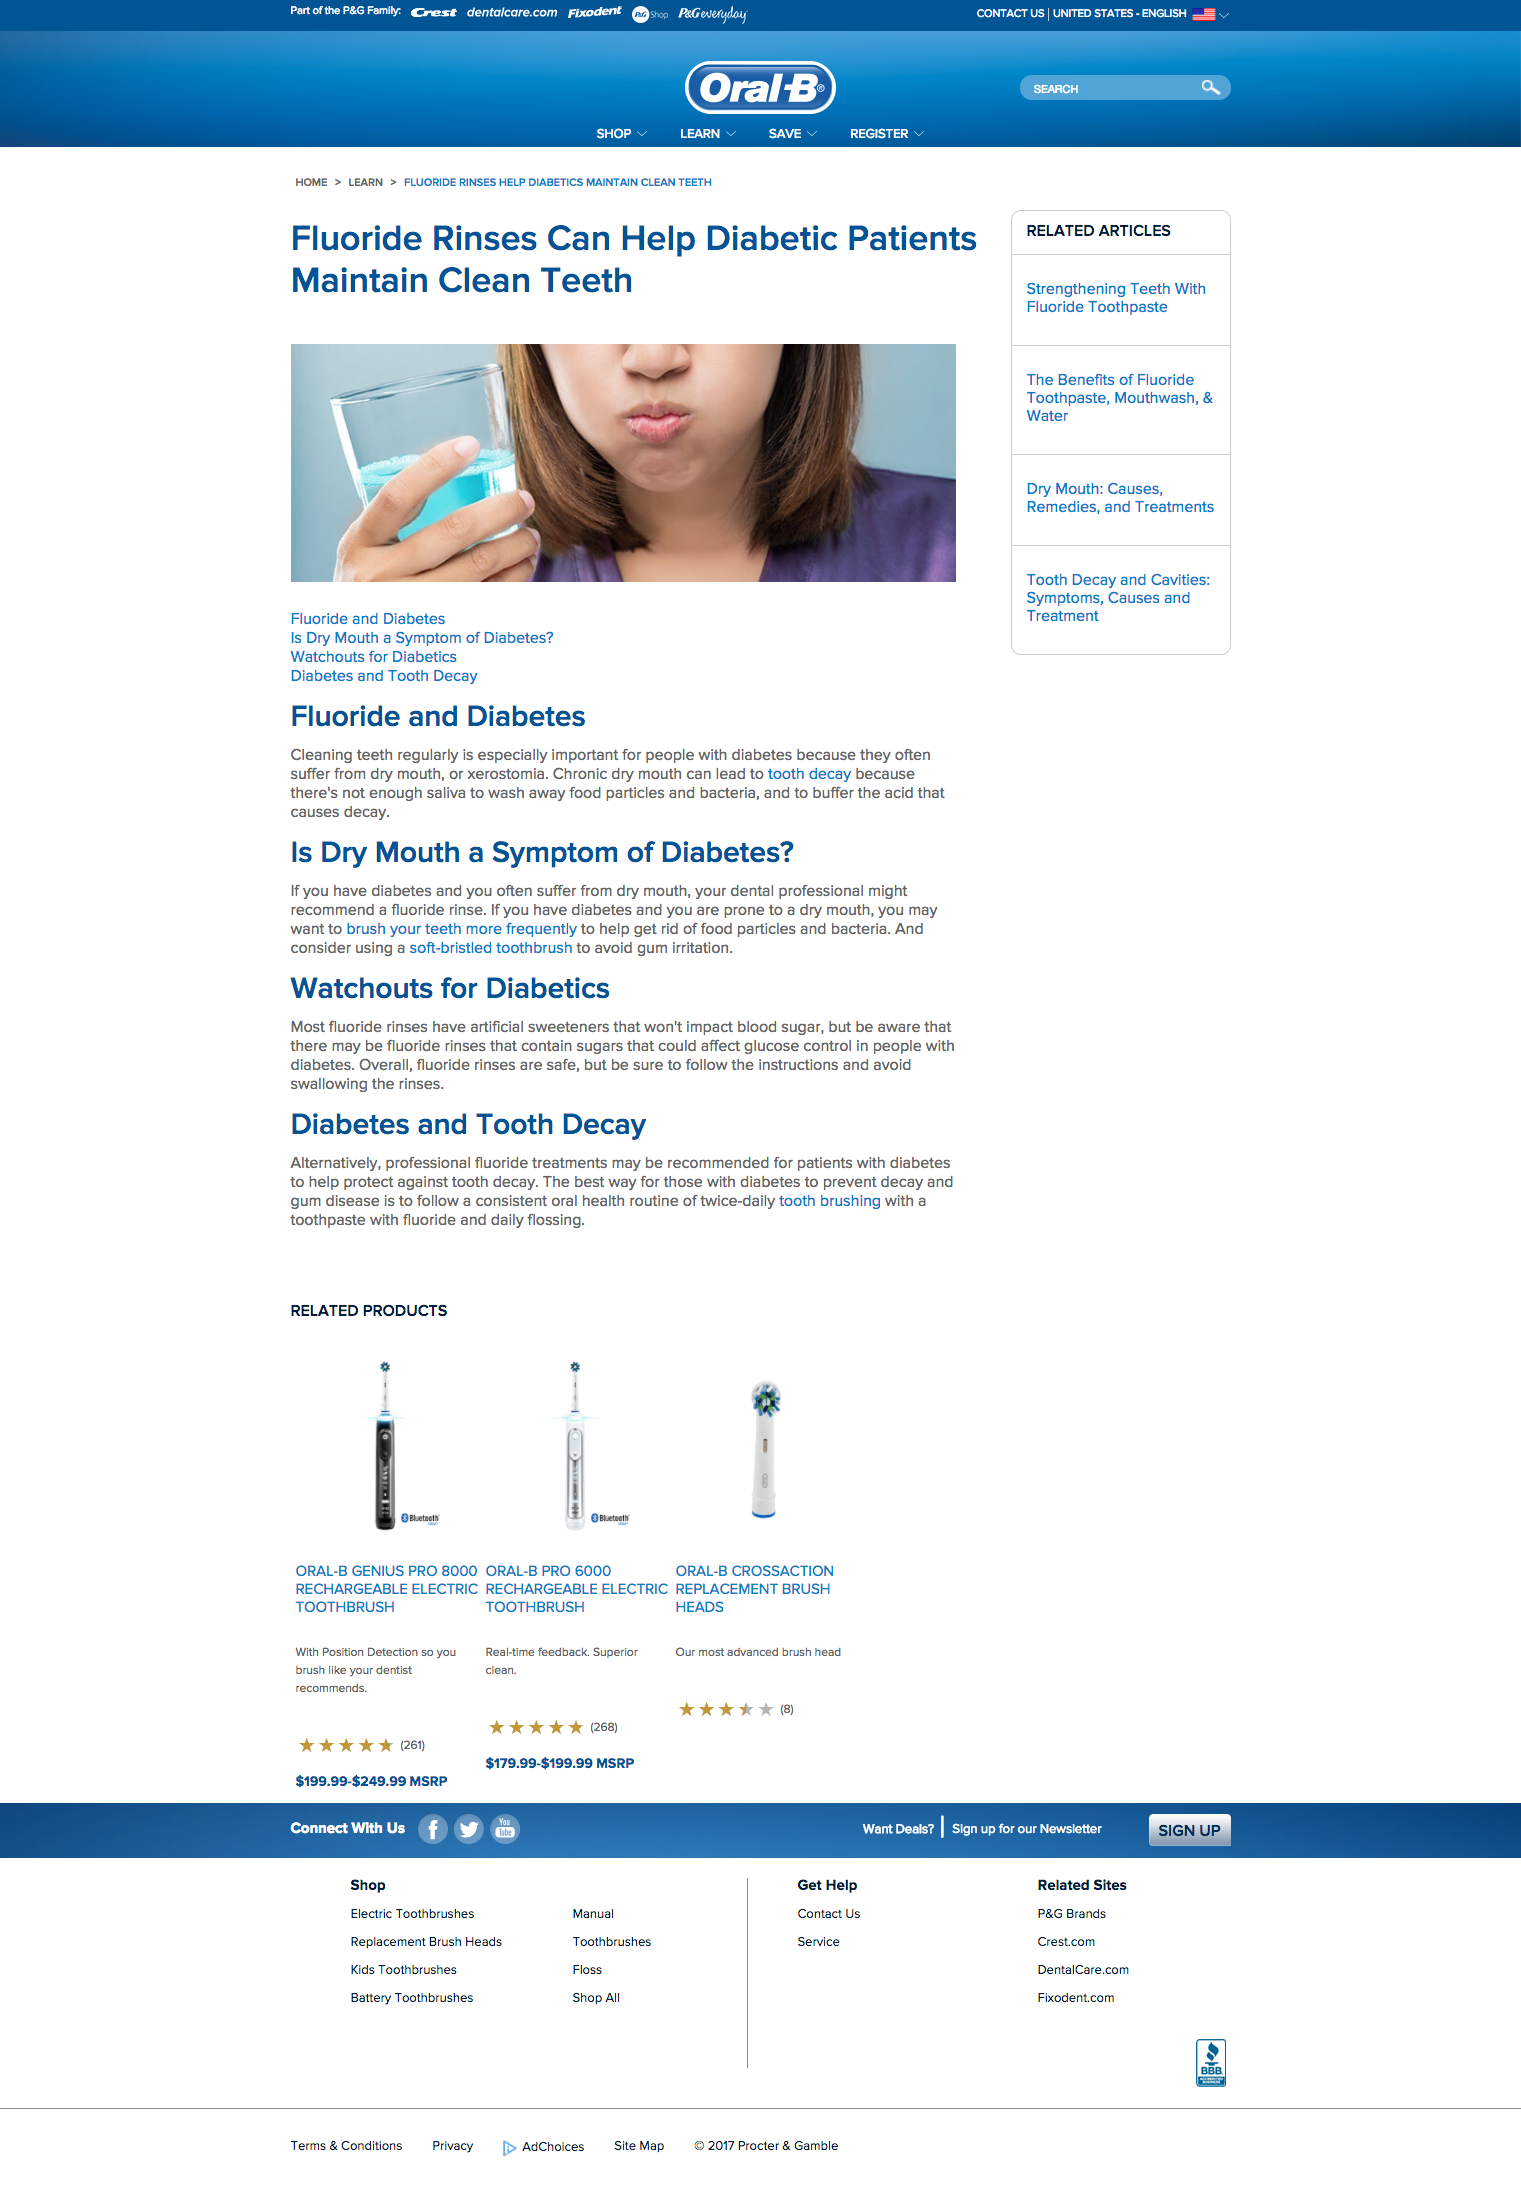 Part of the P&G Family: Crest dentalcare.com Fixodent P&G Shop P&G everyday
CONTACT US | UNITED STATES - ENGLISH
Oral-B®
SEARCH
SHOP LEARN SAVE REGISTER
HOME > LEARN > FLUORIDE RINSES HELP DIABETICS MAINTAIN CLEAN TEETH
Fluoride Rinses Can Help Diabetic Patients
Maintain Clean Teeth
RELATED ARTICLES
Strengthening Teeth With
Fluoride Toothpaste
The Benefits of Fluoride
Toothpaste, Mouthwash, &
Water
Dry Mouth: Causes,
Remedies, and Treatments
Tooth Decay and Cavities:
Symptoms, Causes and
Treatment
Fluoride and Diabetes
Is Dry Mouth a Symptom of Diabetes?
Watchouts for Diabetics
Diabetes and Tooth Decay
Fluoride and Diabetes
Cleaning teeth regularly is especially important for people with diabetes because they often
suffer from dry mouth, or xerostomia. Chronic dry mouth can lead to tooth decay because
there's not enough saliva to wash away food particles and bacteria, and to buffer the acid that
causes decay.
Is Dry Mouth a Symptom of Diabetes?
If you have diabetes and you often suffer from dry mouth, your dental professional might
recommend a fluoride rinse. If you have diabetes and you are prone to a dry mouth, you may
want to brush your teeth more frequently to help get rid of food particles and bacteria. And
consider using a soft-bristled toothbrush to avoid gum irritation.
Watchouts for Diabetics
Most fluoride rinses have artificial sweeteners that won't impact blood sugar, but be aware that
there may be fluoride rinses that contain sugars that could affect glucose control in people with
diabetes. Overall, fluoride rinses are safe, but be sure to follow the instructions and avoid
swallowing the rinses.
Diabetes and Tooth Decay
Alternatively, professional fluoride treatments may be recommended for patients with diabetes
to help protect against tooth decay. The best way for those with diabetes to prevent decay and
gum disease is to follow a consistent oral health routine of twice-daily tooth brushing with a
toothpaste with fluoride and daily flossing.
RELATED PRODUCTS
Bluetooth
Bluetooth
ORAL-B GENIUS PRO 8000
RECHARGEABLE ELECTRIC
TOOTHBRUSH
With Position Detection so you
brush like your dentist
recommends.
(261)
$199.99-$249.99 MSRP
ORAL-B PRO 6000
RECHARGEABLE ELECTRIC
TOOTHBRUSH
Real-time feedback. Superior
clean.
(268)
$179.99-$199.99 MSRP
ORAL-B CROSSACTION
REPLACEMENT BRUSH
HEADS
Our most advanced brush head
(8)
Connect With Us
You Tube
Want Deals? | Sign up for our Newsletter
SIGN UP
Shop
Electric Toothbrushes
Replacement Brush Heads
Kids Toothbrushes
Battery Toothbrushes
Manual
Toothbrushes
Floss
Shop All
Get Help
Contact Us
Service
Related Sites
P&G Brands
Crest.com
DentalCare.com
Fixodent.com
BBB
Terms & Conditions Privacy AdChoices Site Map © 2017 Procter & Gamble